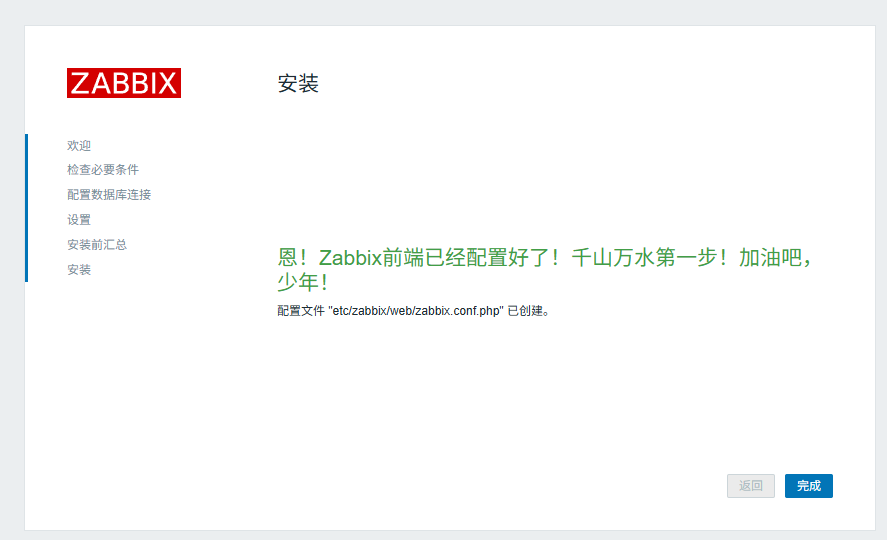 ZABBIX
安装
欢迎
检查必要条件
配置数据库连接
设置
安装前汇总
安装
恩！Zabbix前端已经配置好了！千山万水第一步！加油吧，
少年！
配置文件 "etc/zabbix/web/zabbix.conf.php" 已创建。
返回
完成